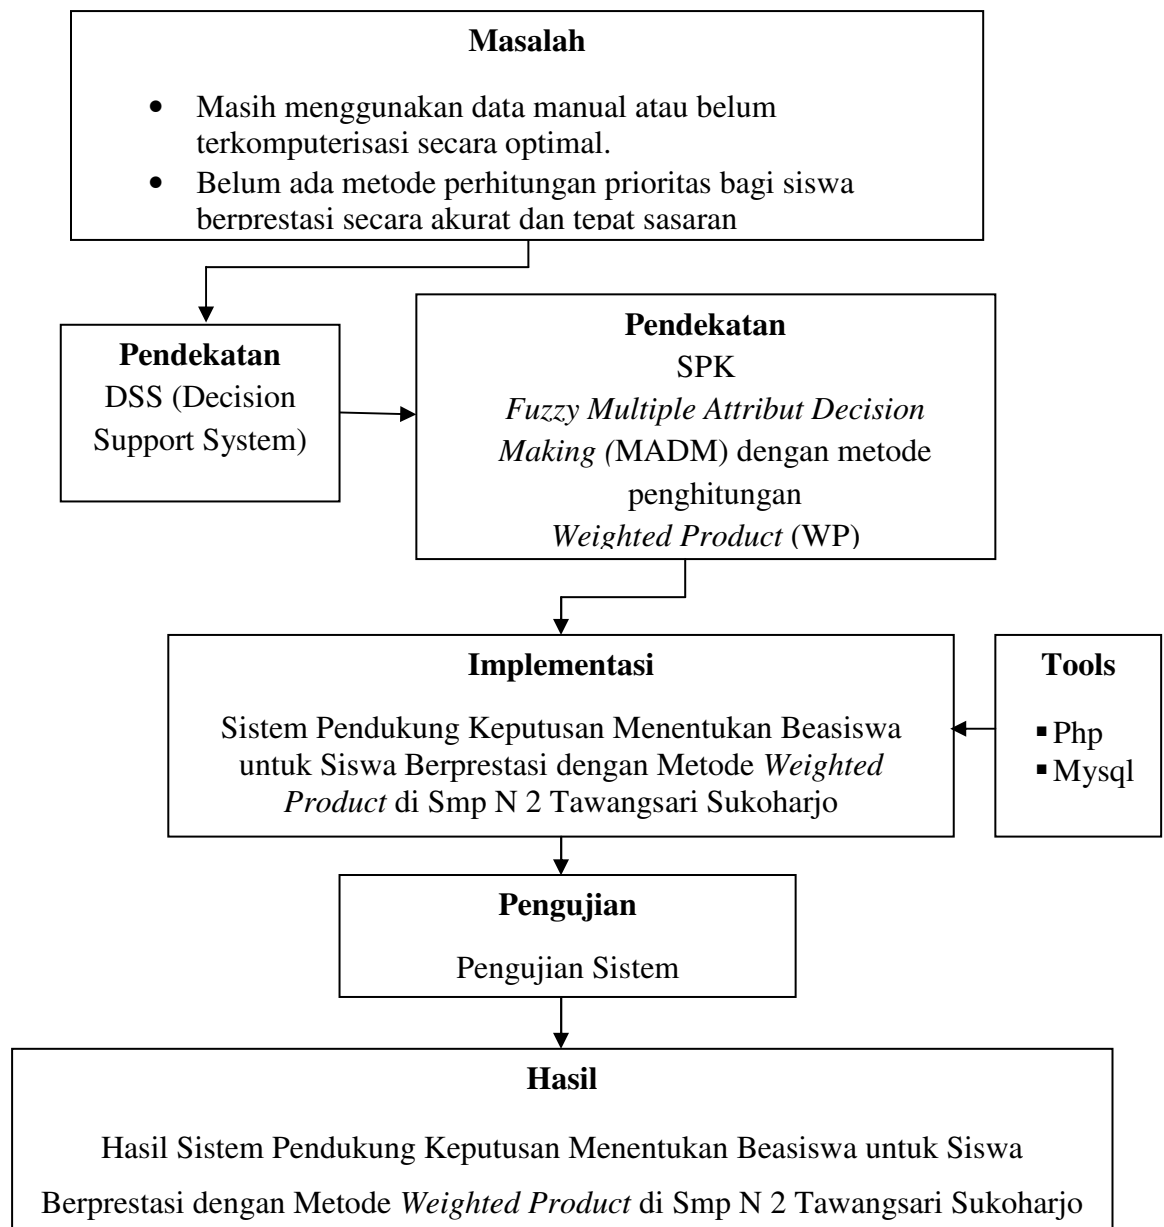 Masalah
• Masih menggunakan data manual atau belum
terkomputerisasi secara optimal.
• Belum ada metode perhitungan prioritas bagi siswa
berprestasi secara akurat dan tepat sasaran
Pendekatan
DSS (Decision
Support System)
Pendekatan
SPK
Fuzzy Multiple Attribut Decision
Making (MADM) dengan metode
penghitungan
Weighted Product (WP)
Implementasi
Sistem Pendukung Keputusan Menentukan Beasiswa
untuk Siswa Berprestasi dengan Metode Weighted
Product di Smp N 2 Tawangsari Sukoharjo
Tools
▪ Php
▪ Mysql
Pengujian
Pengujian Sistem
Hasil
Hasil Sistem Pendukung Keputusan Menentukan Beasiswa untuk Siswa
Berprestasi dengan Metode Weighted Product di Smp N 2 Tawangsari Sukoharjo